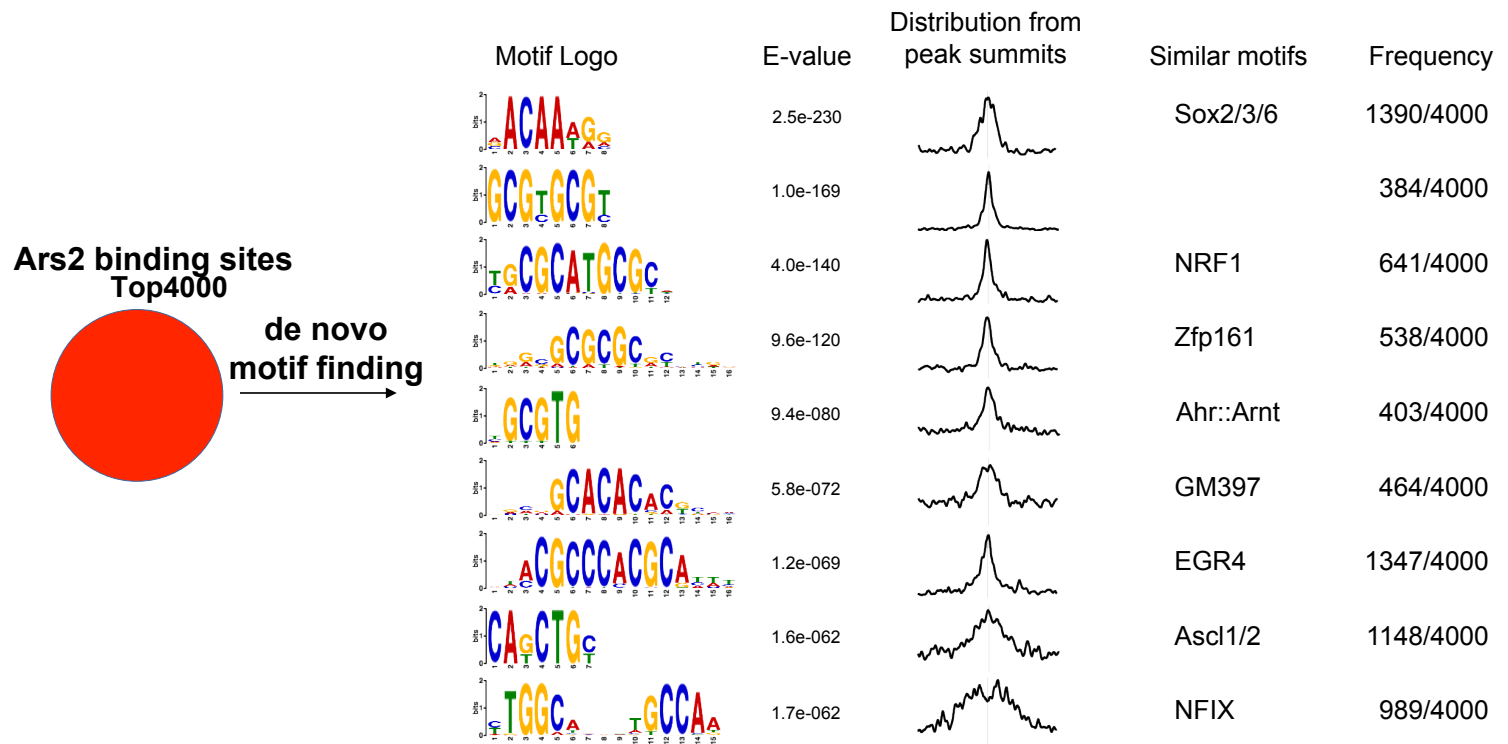 Distribution from
peak summits
Motif Logo
E-value
Similar motifs
Frequency
Ars2 binding sites
Top4000
de novo
motif finding
2.5e-230
Sox2/3/6
1390/4000
1.0e-169
384/4000
4.0e-140
NRF1
641/4000
9.6e-120
Zfp161
538/4000
9.4e-080
Ahr::Arnt
403/4000
5.8e-072
GM397
464/4000
1.2e-069
EGR4
1347/4000
1.6e-062
Ascl1/2
1148/4000
1.7e-062
NFIX
989/4000